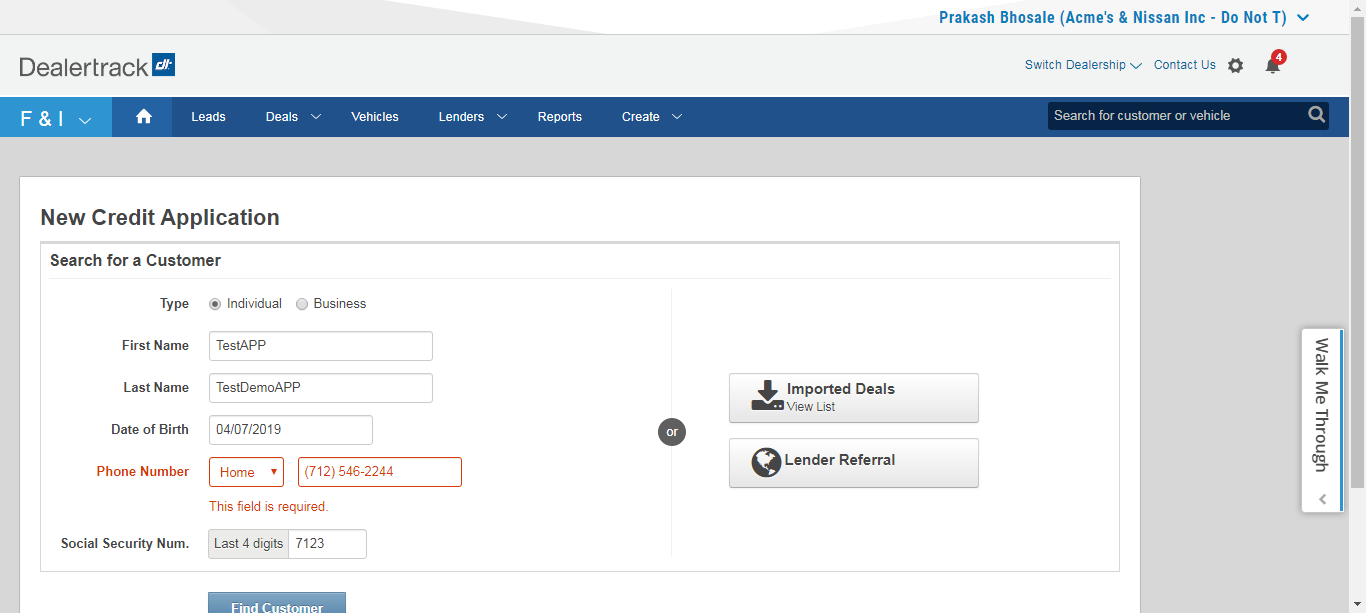 Prakash Bhosale (Acme's & Nissan Inc - Do Not T)
Dealertrack dt
Switch Dealership Contact Us 4
F & I Leads Deals Vehicles Lenders Reports Create Search for customer or vehicle
New Credit Application
Search for a Customer
Type Individual Business
First Name TestAPP
Last Name TestDemoAPP
Date of Birth 04/07/2019
Phone Number Home (712) 546-2244
This field is required.
Social Security Num. Last 4 digits 7123
or
Imported Deals
View List
Lender Referral
Find Customer
Walk Me Through